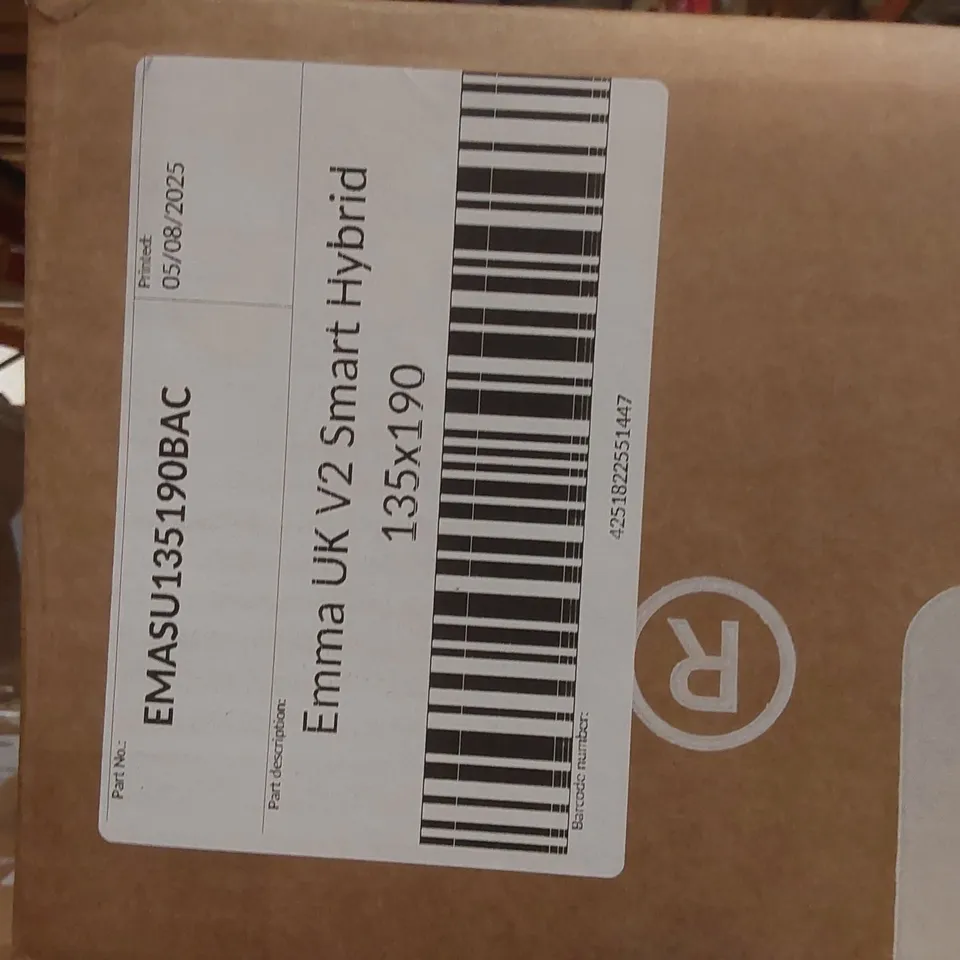 Part No.:
EMASU135190BAC
Printed:
05/08/2025
Part description:
Emma UK V2 Smart Hybrid
135x190
Barcode number:
4251822551447
R